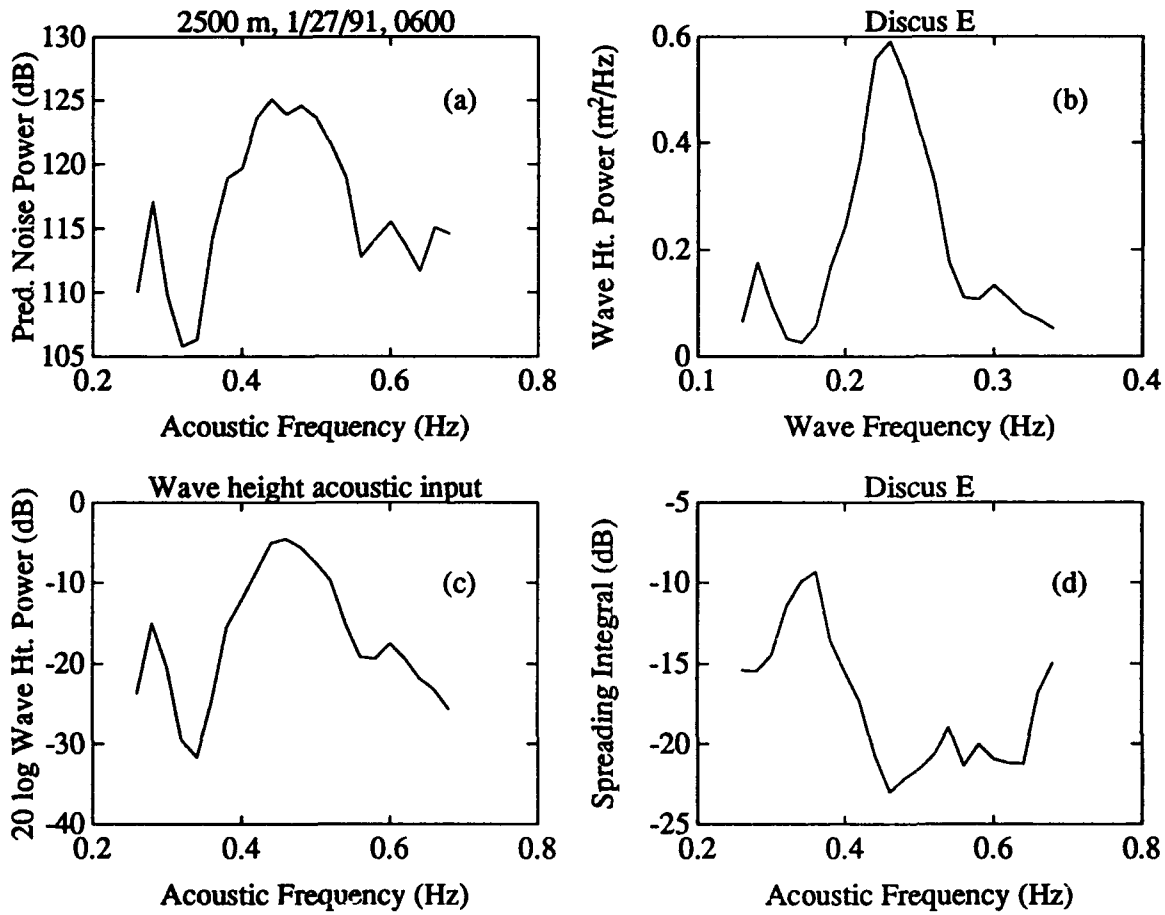 2500 m, 1/27/91, 0600
Pred. Noise Power (dB)
130
125
120
115
110
105
(a)
0.2 0.4 0.6 0.8
Acoustic Frequency (Hz)
Discus E
Wave Ht. Power (m²/Hz)
0.6
0.4
0.2
0
(b)
0.1 0.2 0.3 0.4
Wave Frequency (Hz)
Wave height acoustic input
20 log Wave Ht. Power (dB)
0
-10
-20
-30
-40
(c)
0.2 0.4 0.6 0.8
Acoustic Frequency (Hz)
Discus E
Spreading Integral (dB)
-5
-10
-15
-20
-25
(d)
0.2 0.4 0.6 0.8
Acoustic Frequency (Hz)